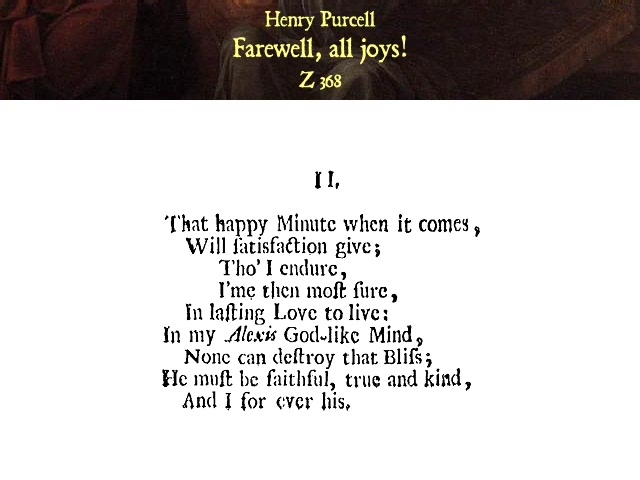 Henry Purcell
Farewell, all joys!
Z 368
II.
That happy Minute when it comes,
Will ſatisfaction give;
Tho' I endure,
I'me then moſt ſure,
In laſting Love to live:
In my Alexis God-like Mind,
None can deſtroy that Bliſs;
He muſt be faithful, true and kind,
And I for ever his.